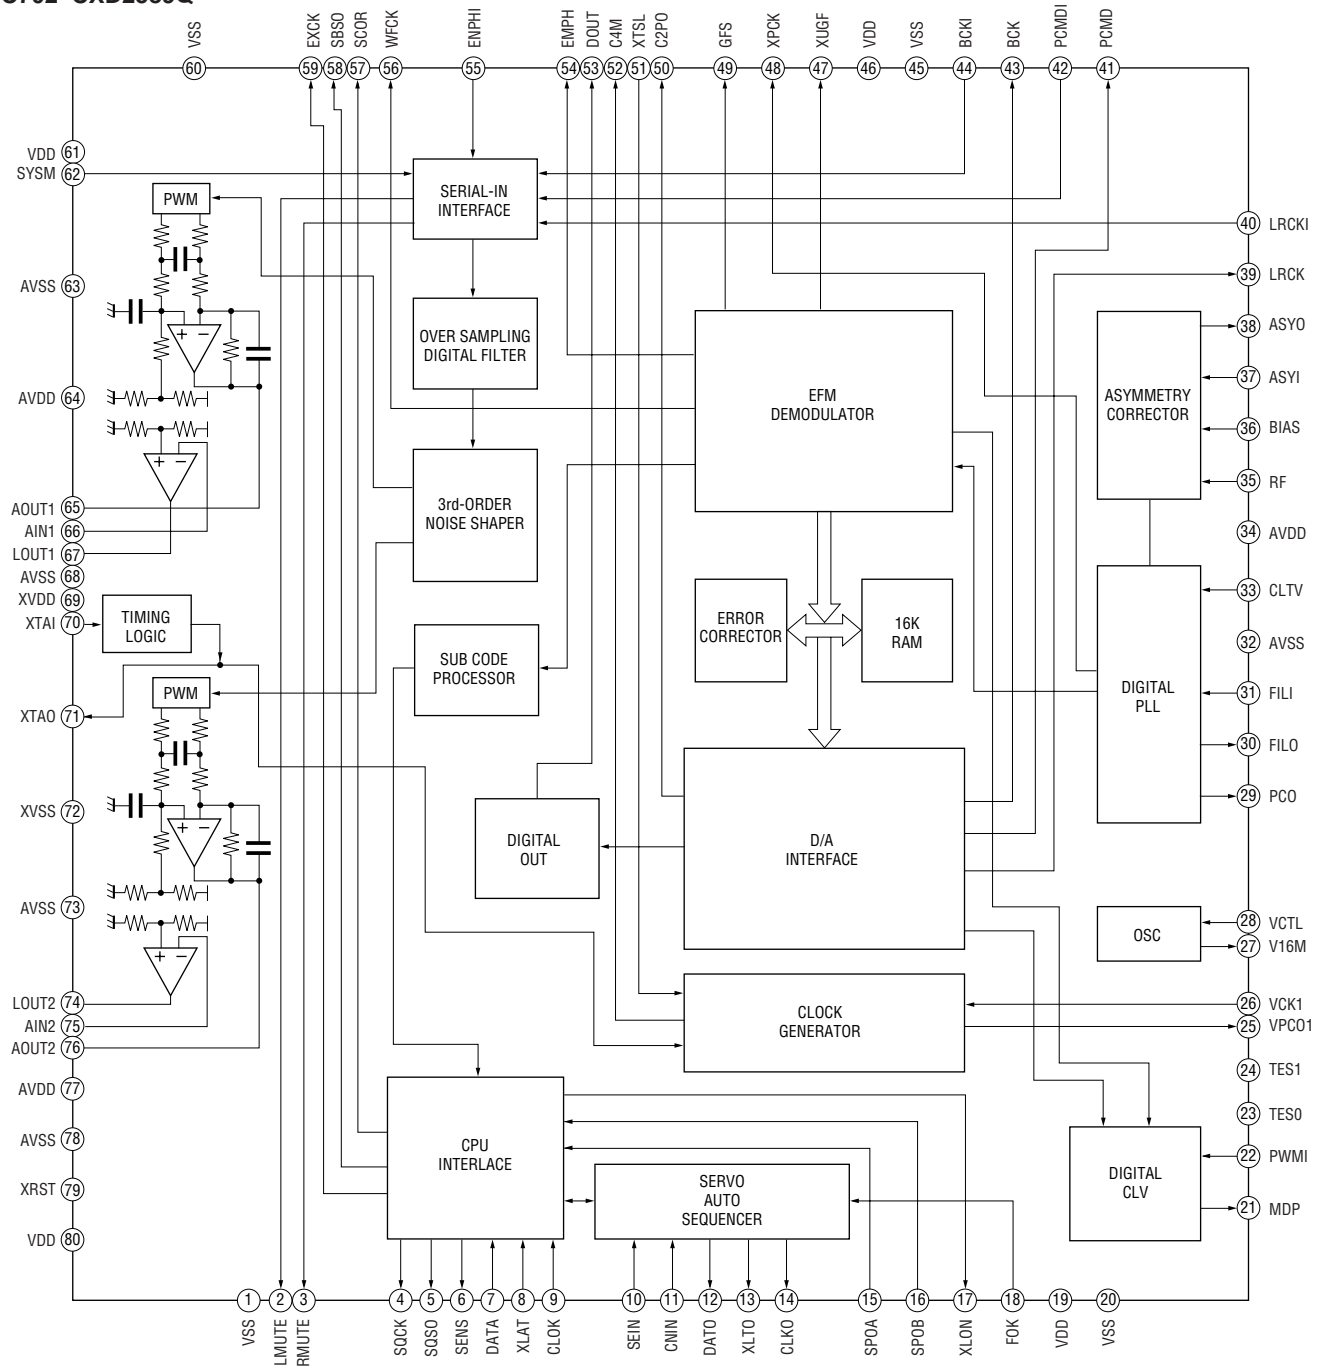 VSS
EXCK
SBSO
SCOR
WFCK
ENPHI
EMPH
DOUT
C4M
XTSL
C2PO
GFS
XPCK
XUGF
VDD
VSS
BCKI
BCK
PCMDI
PCMD
60
59
58
57
56
55
54
53
52
51
50
49
48
47
46
45
44
43
42
41
VDD 61
SYSM 62
AVSS 63
AVDD 64
AOUT1 65
AIN1 66
LOUT1 67
AVSS 68
XVDD 69
XTAI 70
XTAO 71
XVSS 72
AVSS 73
LOUT2 74
AIN2 75
AOUT2 76
AVDD 77
AVSS 78
XRST 79
VDD 80
PWM
+ −
+ −
TIMING
LOGIC
PWM
+ −
+ −
SERIAL-IN
INTERFACE
OVER SAMPLING
DIGITAL FILTER
3rd-ORDER
NOISE SHAPER
SUB CODE
PROCESSOR
DIGITAL
OUT
EFM
DEMODULATOR
ERROR
CORRECTOR
16K
RAM
D/A
INTERFACE
CLOCK
GENERATOR
CPU
INTERLACE
SERVO
AUTO
SEQUENCER
ASYMMETRY
CORRECTOR
DIGITAL
PLL
OSC
DIGITAL
CLV
40 LRCKI
39 LRCK
38 ASYO
37 ASYI
36 BIAS
35 RF
34 AVDD
33 CLTV
32 AVSS
31 FILI
30 FILO
29 PCO
28 VCTL
27 V16M
26 VCK1
25 VPCO1
24 TES1
23 TES0
22 PWMI
21 MDP
1
2
3
4
5
6
7
8
9
10
11
12
13
14
15
16
17
18
19
20
VSS
LMUTE
RMUTE
SQCK
SQSO
SENS
DATA
XLAT
CLOK
SEIN
CNIN
DATO
XLTO
CLKO
SPOA
SPOB
XLON
FOK
VDD
VSS